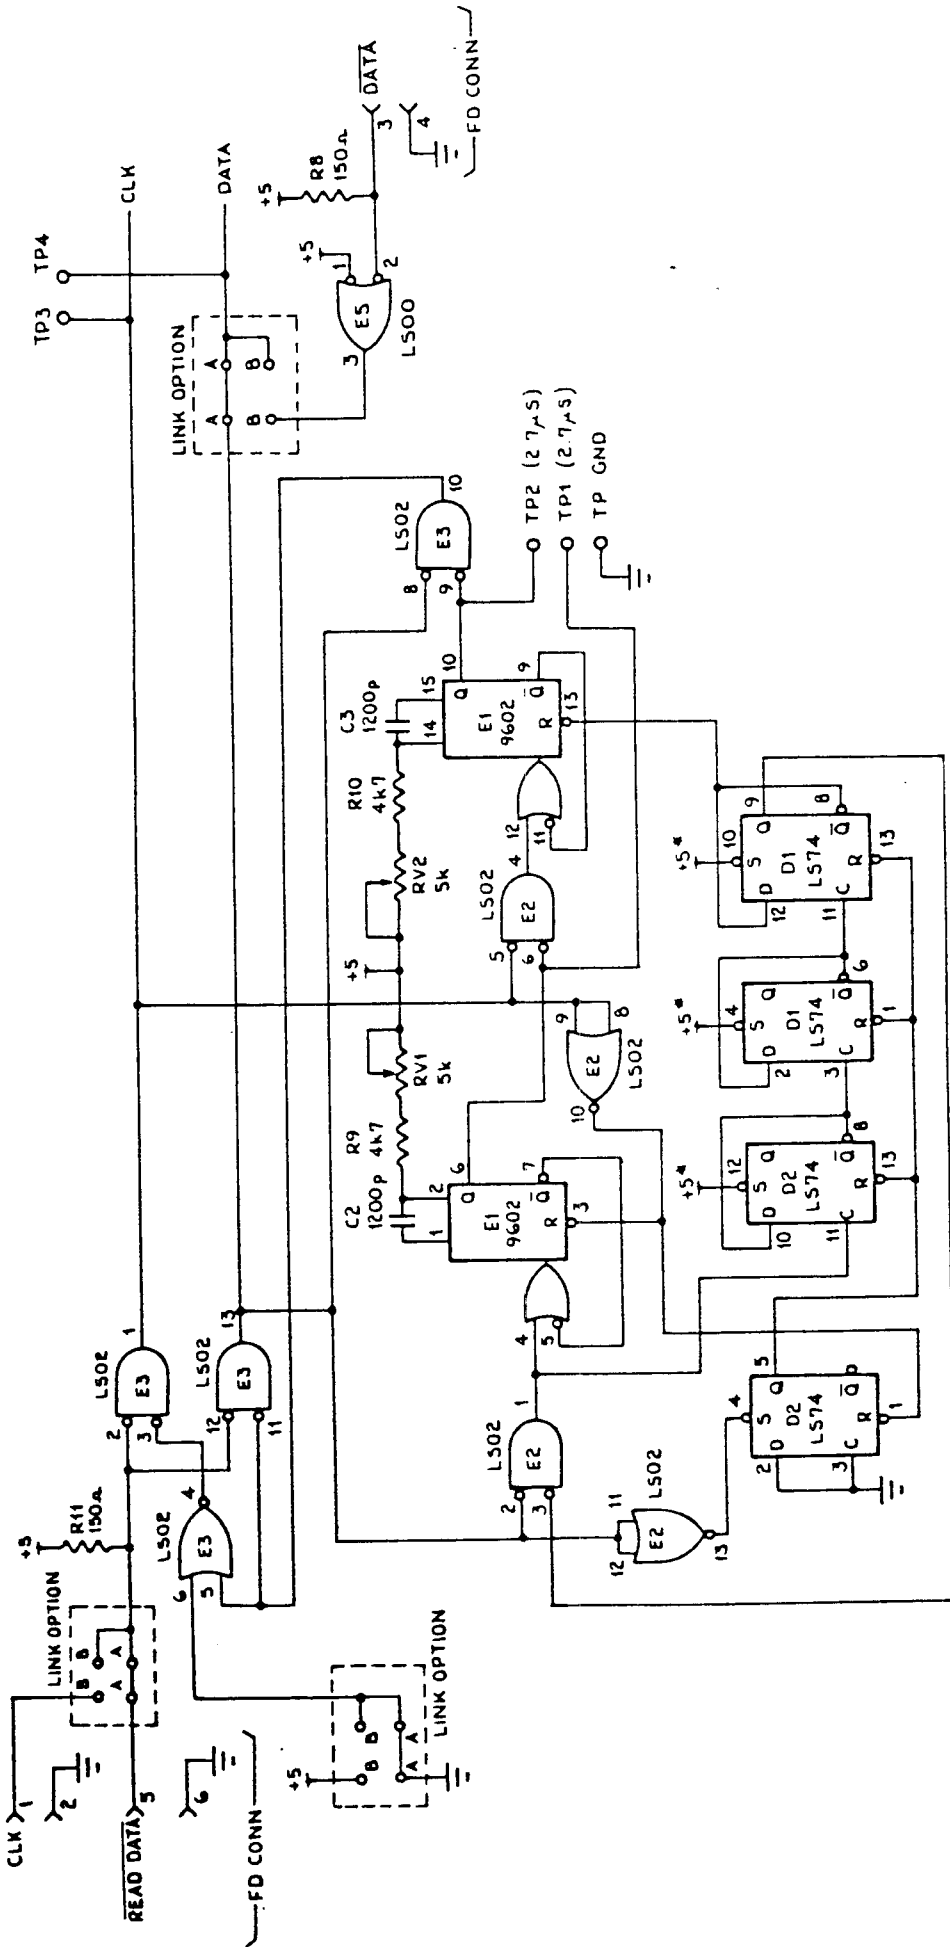 CLK
1
2
READ DATA
5
6
FD CONN
LINK OPTION
B
B
A
A
+5
R11
150Ω
LS02
E3
6
5
4
LS02
E3
2
3
1
LS02
E3
12
11
13
+5
B
B
A
A
LINK OPTION
TP3
TP4
CLK
DATA
LINK OPTION
A
A
B
B
+5
R8
150Ω
+5
1
2
3
E5
LS00
DATA
3
4
FD CONN
C2
1200p
R9
4k7
RV1
5k
+5
RV2
5k
R10
4k7
C3
1200p
1
2
6
Q
E1
9602
Q
7
R
3
4
5
14
15
10
Q
E1
9602
Q
9
R
13
12
11
LS02
E3
8
9
10
LS02
E2
5
6
4
9
8
E2
10
LS02
TP2 (2.7μS)
TP1 (2.7μS)
TP GND
LS02
E2
2
3
1
11
12
E2
13
LS02
4
5
S
Q
2
D
D2
LS74
3
C
Q
R
1
+5*
12
S
Q
D
10
D2
LS74
Q
8
C
11
R
13
+5*
4
S
Q
D
2
D1
LS74
Q
6
C
3
R
1
+5*
10
9
S
Q
D
12
D1
LS74
Q
8
C
11
R
13